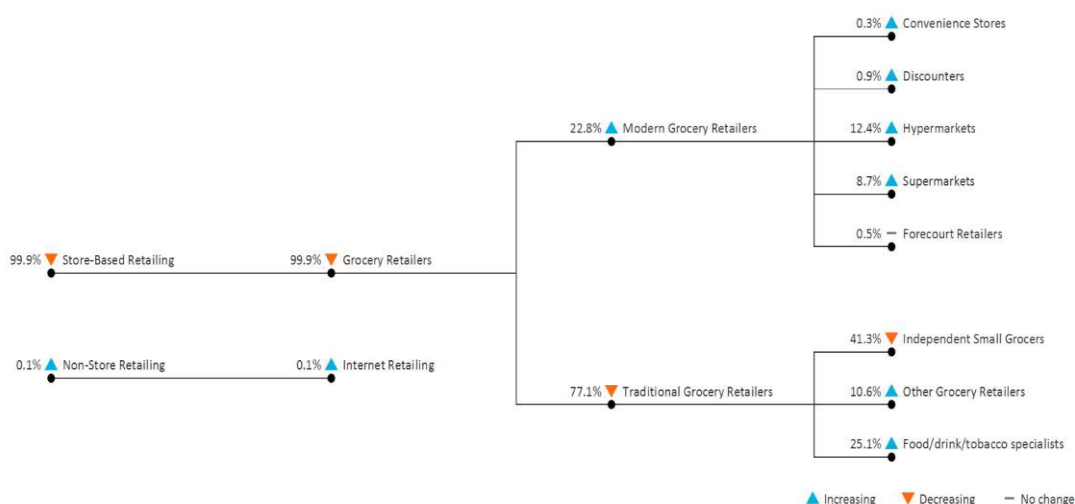 0.3% Convenience Stores
0.9% Discounters
22.8% Modern Grocery Retailers
12.4% Hypermarkets
8.7% Supermarkets
0.5% Forecourt Retailers
99.9% Store-Based Retailing
99.9% Grocery Retailers
41.3% Independent Small Grocers
0.1% Non-Store Retailing
0.1% Internet Retailing
77.1% Traditional Grocery Retailers
10.6% Other Grocery Retailers
25.1% Food/drink/tobacco specialists
Increasing
Decreasing
No change